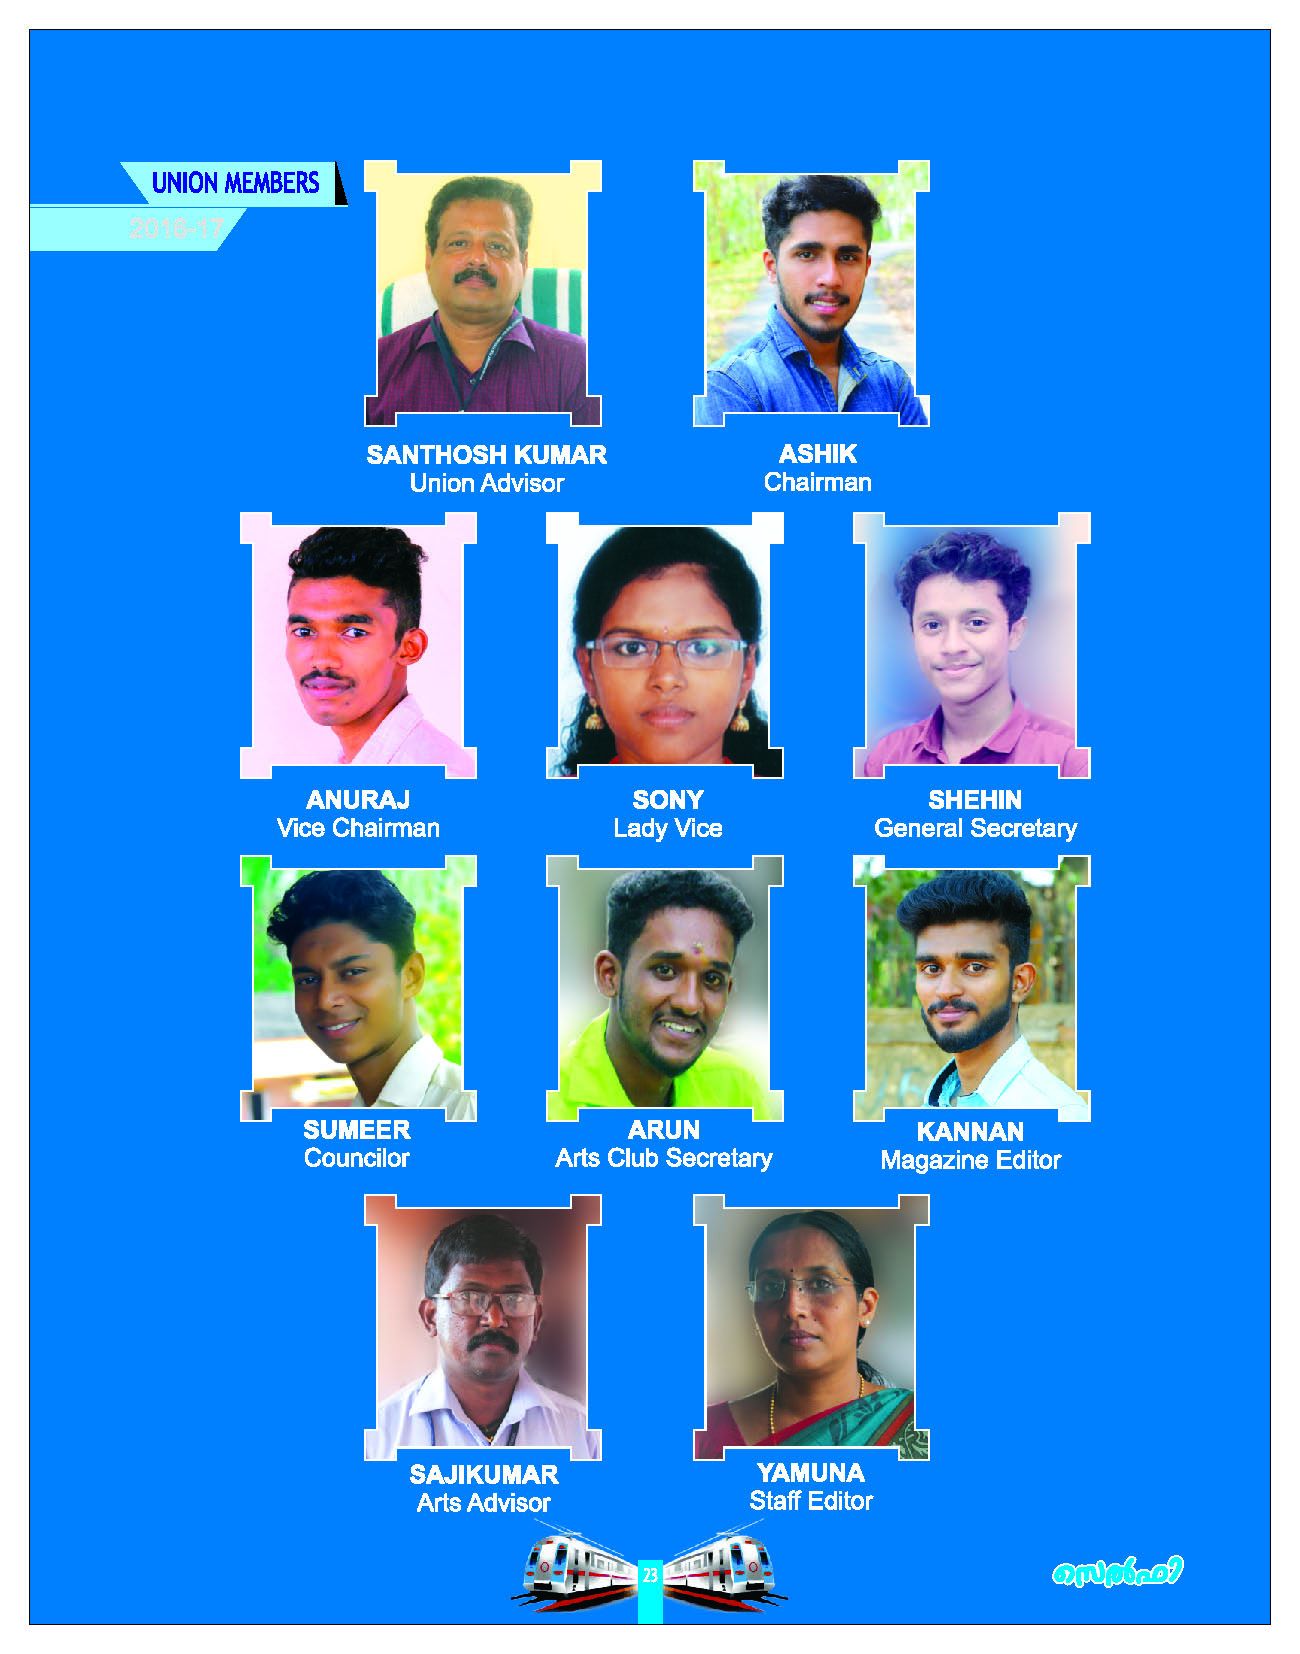 UNION MEMBERS
2016-17
SANTHOSH KUMAR
Union Advisor
ASHIK
Chairman
ANURAJ
Vice Chairman
SONY
Lady Vice
SHEHIN
General Secretary
SUMEER
Councilor
ARUN
Arts Club Secretary
KANNAN
Magazine Editor
SAJIKUMAR
Arts Advisor
YAMUNA
Staff Editor
23
സെൽഫി